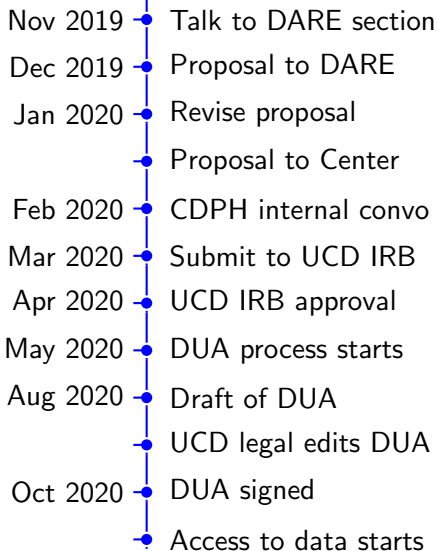 Nov 2019 Talk to DARE section
Dec 2019 Proposal to DARE
Jan 2020 Revise proposal
Proposal to Center
Feb 2020 CDPH internal convo
Mar 2020 Submit to UCD IRB
Apr 2020 UCD IRB approval
May 2020 DUA process starts
Aug 2020 Draft of DUA
UCD legal edits DUA
Oct 2020 DUA signed
Access to data starts